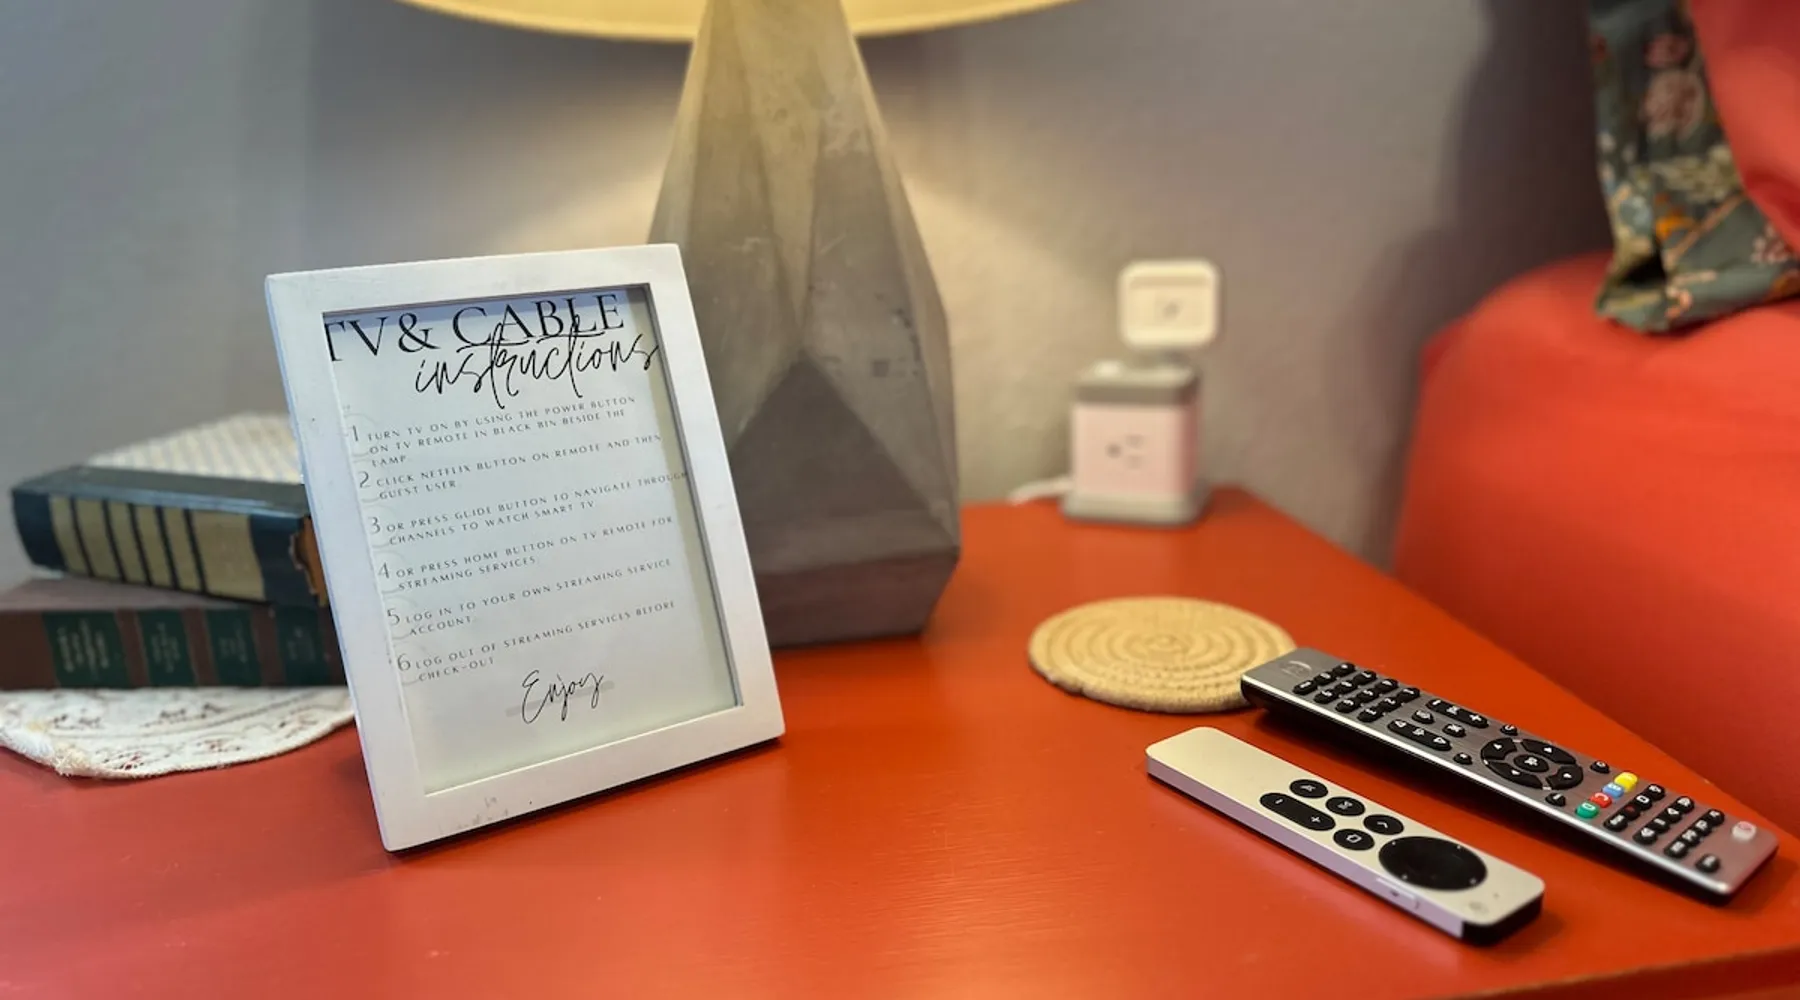 TV & CABLE
instructions
1 TURN TV ON BY USING THE POWER BUTTON
ON TV REMOTE IN BLACK BIN BESIDE THE
LAMP.
2 CLICK NETFLIX BUTTON ON REMOTE AND THEN
GUEST USER.
3 OR PRESS GUIDE BUTTON TO NAVIGATE THROUGH
CHANNELS TO WATCH SMART TV.
4 OR PRESS HOME BUTTON ON TV REMOTE FOR
STREAMING SERVICES.
5 LOG IN TO YOUR OWN STREAMING SERVICE
ACCOUNT.
6 LOG OUT OF STREAMING SERVICES BEFORE
CHECK-OUT
Enjoy